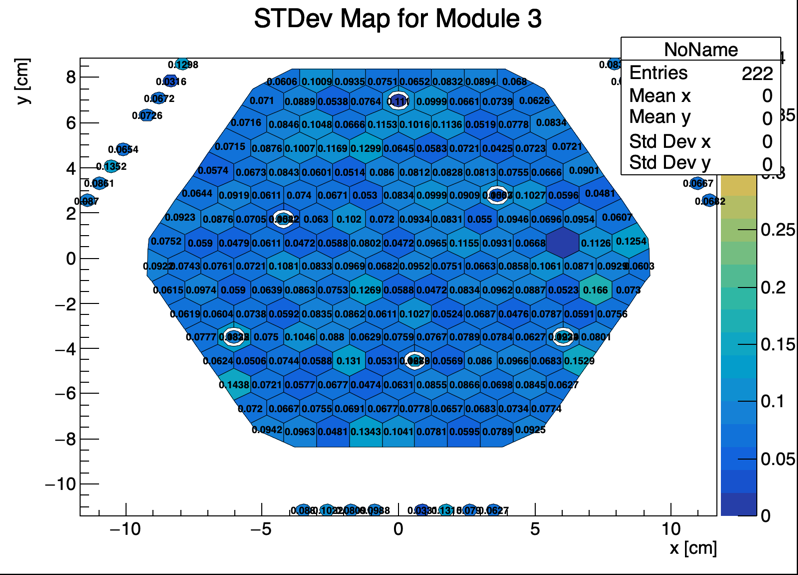 STDev Map for Module 3
NoName
Entries 222
Mean x 0
Mean y 0
Std Dev x 0
Std Dev y 0
y [cm]
8
6
4
2
0
−2
−4
−6
−8
−10
0.1298
0.0316
0.0672
0.0726
0.0654
0.1352
0.0861
0.087
0.0606 0.1009 0.0935 0.0751 0.0652 0.0832 0.0894 0.068
0.071 0.0889 0.0538 0.0764 0.0999 0.0661 0.0739 0.0626
0.0716 0.0846 0.1048 0.0666 0.1153 0.1016 0.1136 0.0519 0.0778 0.0834
0.0715 0.0876 0.1007 0.1169 0.1299 0.0645 0.0583 0.0721 0.0425 0.0723 0.0721
0.0574 0.0673 0.0843 0.0601 0.0514 0.086 0.0812 0.0828 0.0813 0.0755 0.0666 0.0901
0.0644 0.0919 0.0611 0.074 0.0671 0.053 0.0834 0.0999 0.0909 0.1027 0.0596 0.0481
0.0923 0.0876 0.0705 0.063 0.102 0.072 0.0934 0.0831 0.055 0.0946 0.0696 0.0954 0.0607
0.0752 0.059 0.0479 0.0611 0.0472 0.0588 0.0802 0.0472 0.0965 0.1155 0.0931 0.0668 0.1126 0.1254
0.0743 0.0761 0.0721 0.1081 0.0833 0.0969 0.0682 0.0952 0.0751 0.0663 0.0858 0.1061 0.0871 0.0929 0.0603
0.0615 0.0974 0.059 0.0639 0.0863 0.0753 0.1269 0.0588 0.0472 0.0834 0.0962 0.0887 0.0523 0.166 0.073
0.0619 0.0604 0.0738 0.0592 0.0835 0.0862 0.0611 0.1027 0.0524 0.0467 0.0546 0.0787 0.0591 0.0756
0.0777 0.075 0.1046 0.088 0.0629 0.0759 0.0767 0.0789 0.0784 0.0762 0.0801
0.0624 0.0506 0.0744 0.0588 0.131 0.0531 0.0569 0.086 0.0966 0.0683 0.1529
0.1438 0.0721 0.0577 0.0677 0.0474 0.0631 0.0855 0.0866 0.0698 0.0845 0.0627
0.072 0.0667 0.0755 0.0691 0.0677 0.0778 0.0657 0.0683 0.0734 0.0774
0.0942 0.0963 0.0481 0.1343 0.1041 0.0781 0.0595 0.0789 0.0925
0.0667
0.0682
0.0627
−10 −5 0 5 10
x [cm]
0.3
0.25
0.2
0.15
0.1
0.05
0